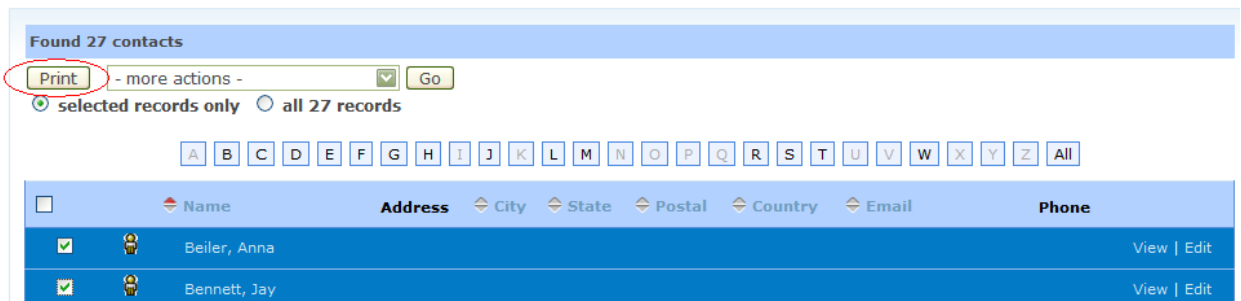 Found 27 contacts
Print - more actions - Go
selected records only all 27 records
A B C D E F G H I J K L M N O P Q R S T U V W X Y Z All
Name Address City State Postal Country Email Phone
Beiler, Anna View | Edit
Bennett, Jay View | Edit